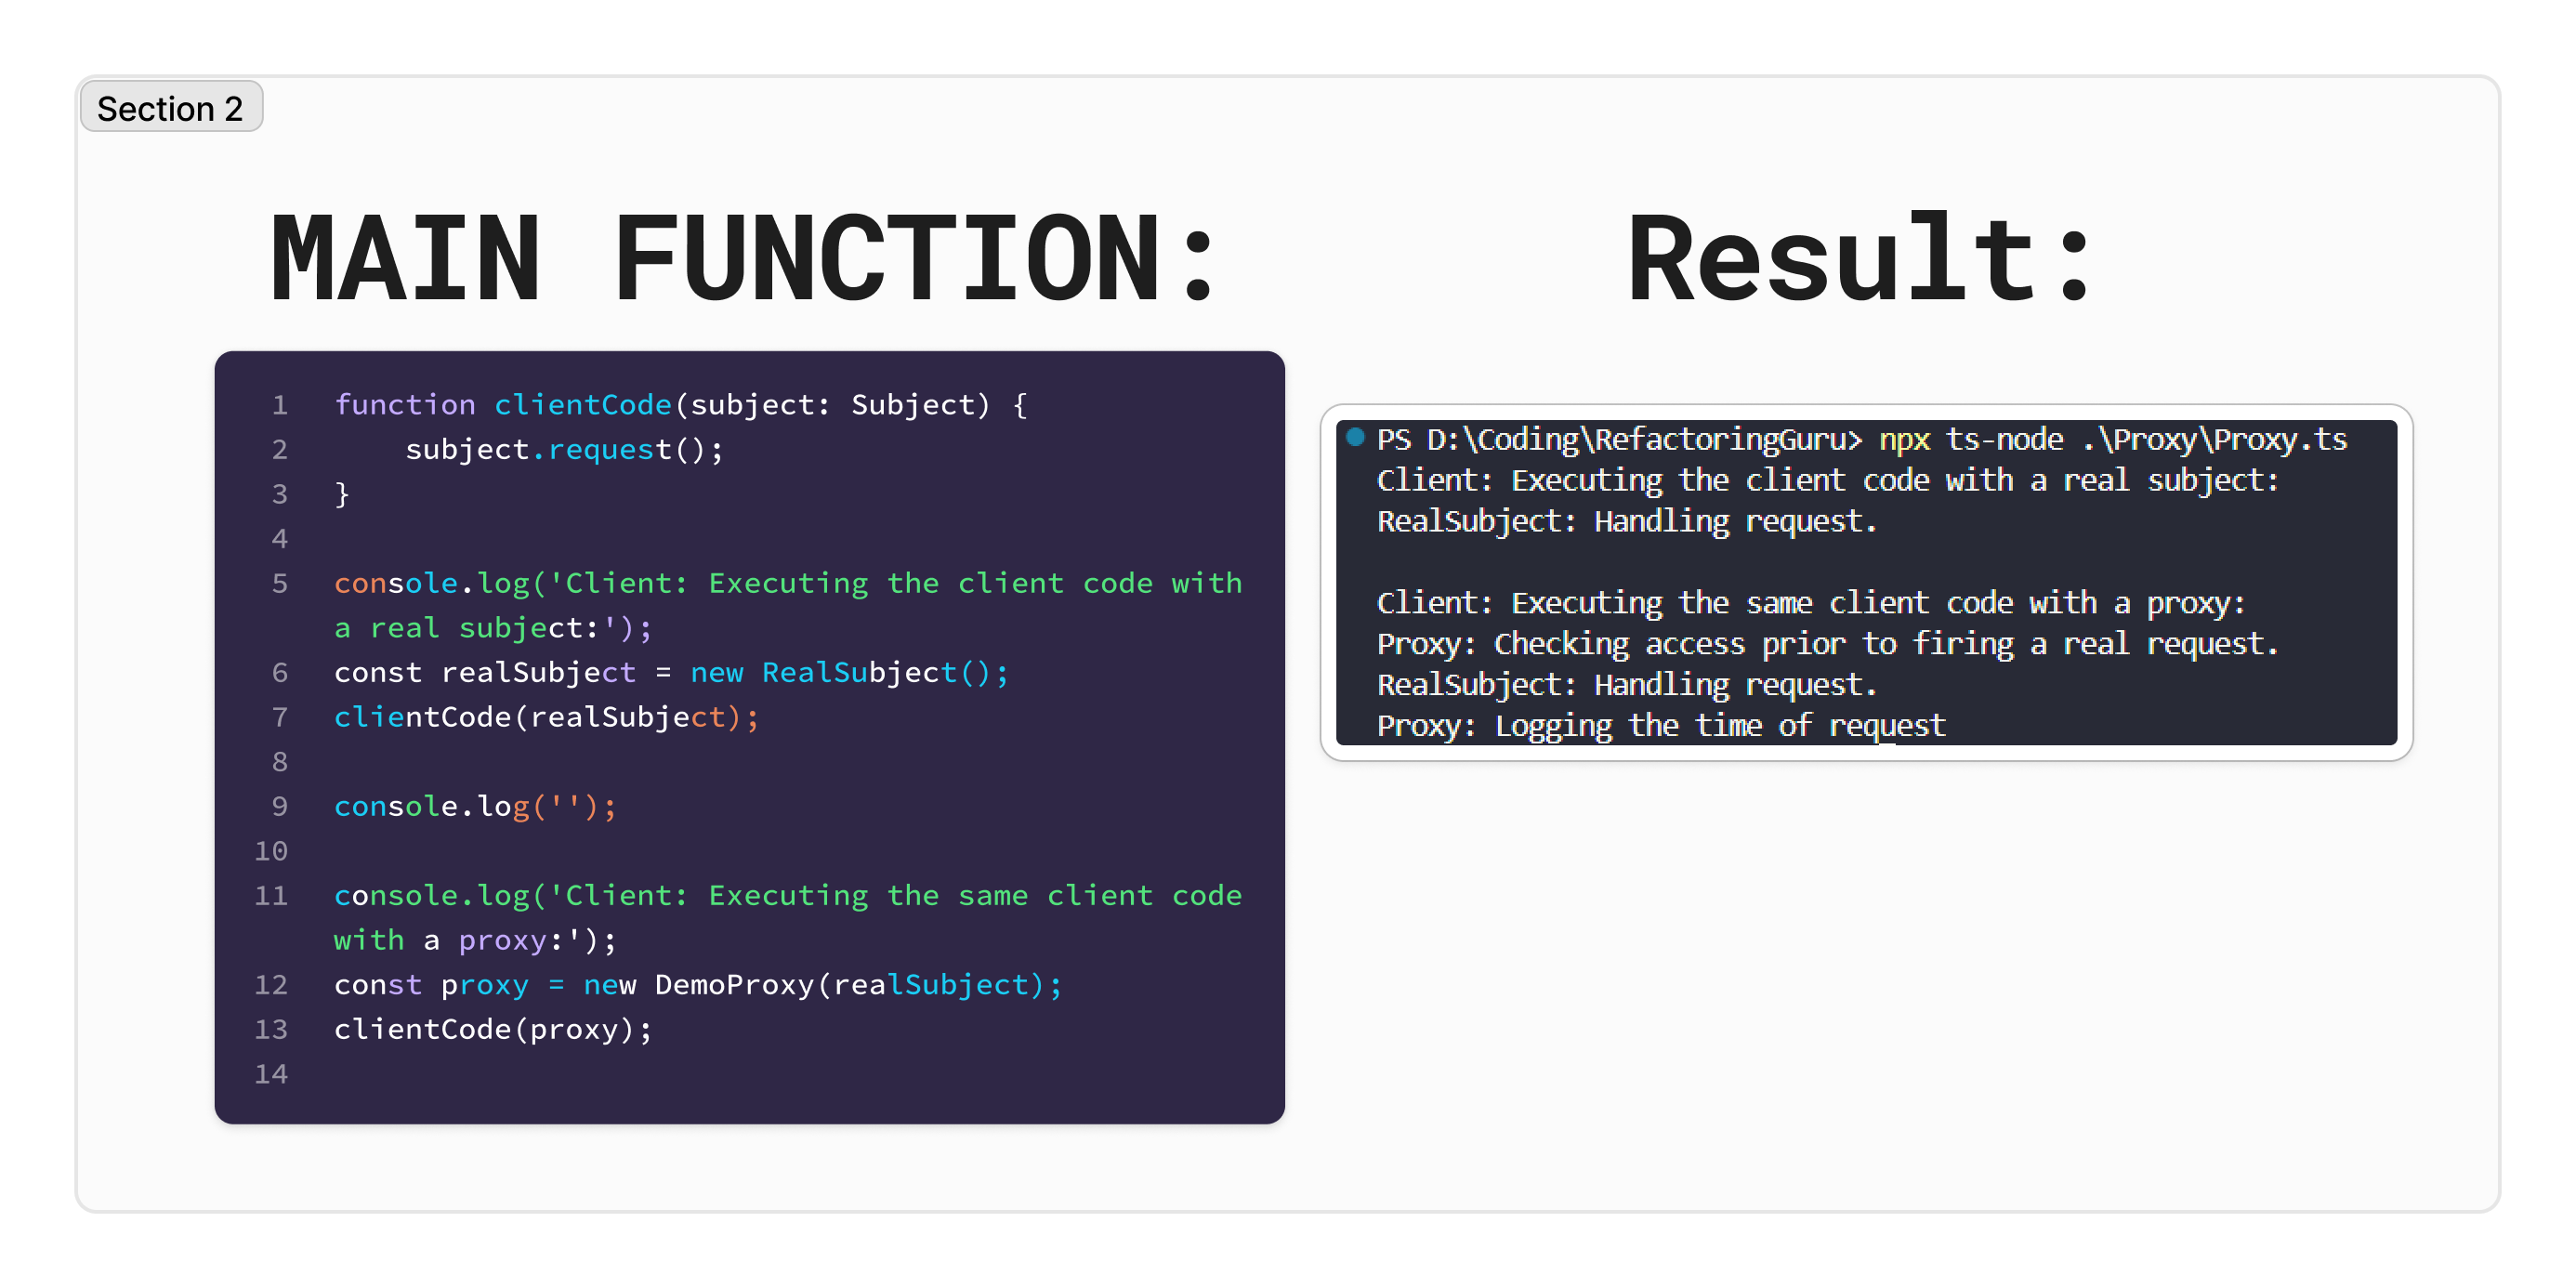 Section 2
MAIN FUNCTION:
1 function clientCode(subject: Subject) {
2     subject.request();
3 }
4
5 console.log('Client: Executing the client code with
a real subject:');
6 const realSubject = new RealSubject();
7 clientCode(realSubject);
8
9 console.log('');
10
11 console.log('Client: Executing the same client code
with a proxy:');
12 const proxy = new DemoProxy(realSubject);
13 clientCode(proxy);
14
Result:
PS D:\Coding\RefactoringGuru> npx ts-node .\Proxy\Proxy.ts
Client: Executing the client code with a real subject:
RealSubject: Handling request.

Client: Executing the same client code with a proxy:
Proxy: Checking access prior to firing a real request.
RealSubject: Handling request.
Proxy: Logging the time of request